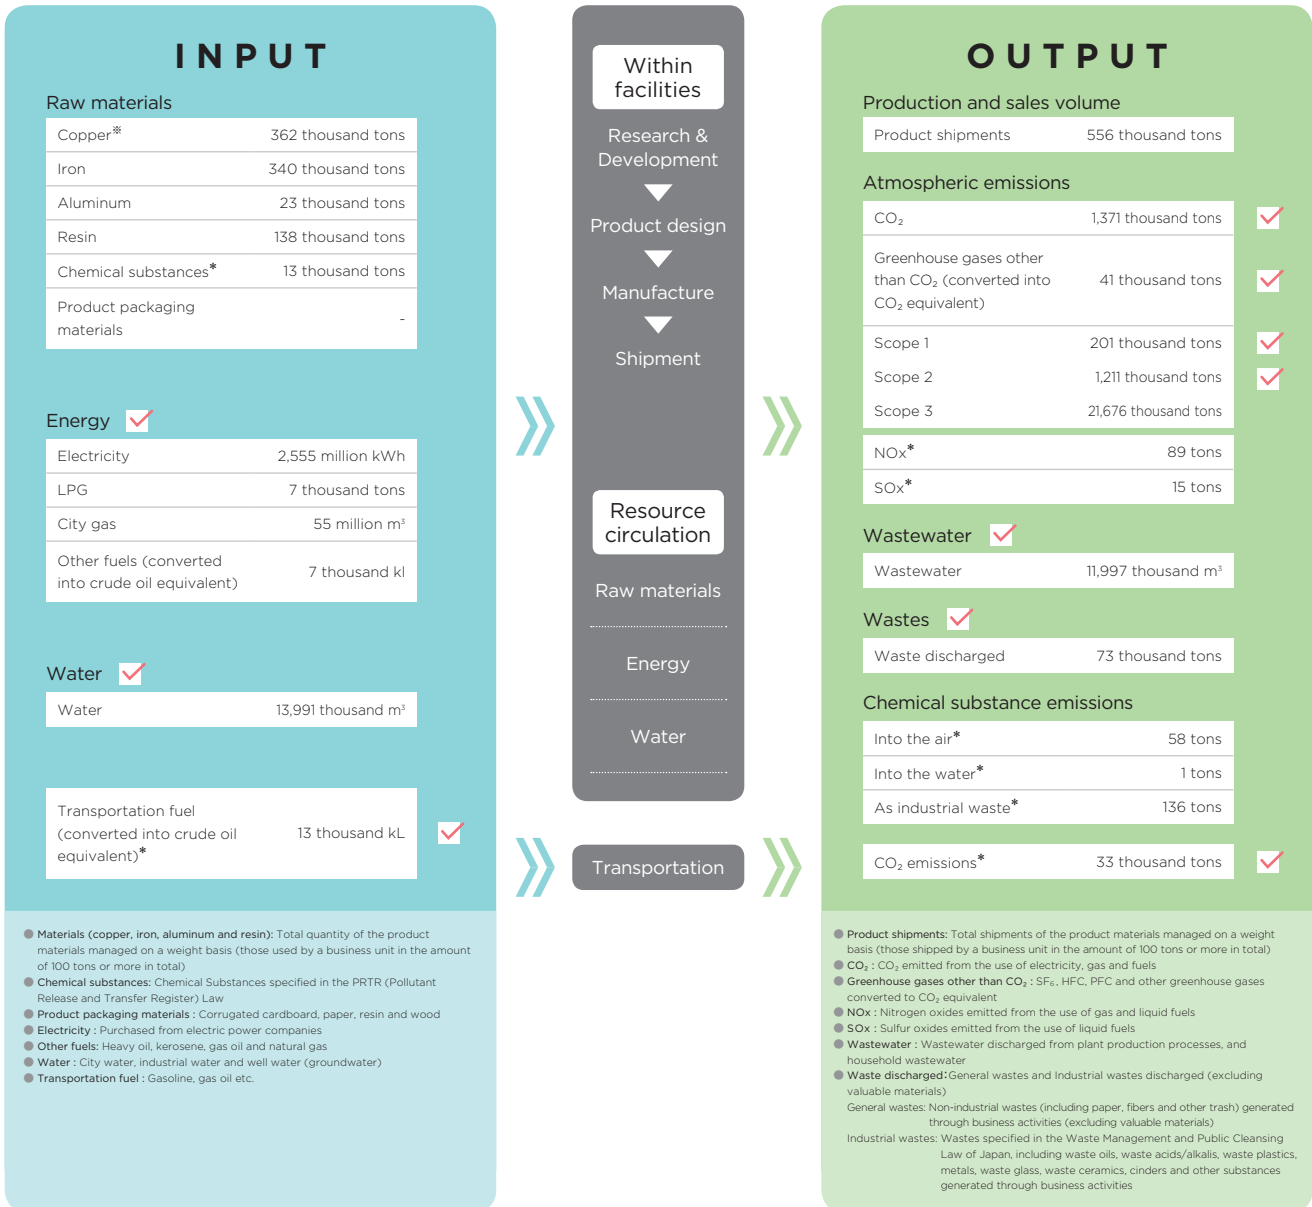 INPUT
Raw materials
Copper※ 362 thousand tons
Iron 340 thousand tons
Aluminum 23 thousand tons
Resin 138 thousand tons
Chemical substances* 13 thousand tons
Product packaging
materials -
Energy
Electricity 2,555 million kWh
LPG 7 thousand tons
City gas 55 million m³
Other fuels (converted
into crude oil equivalent) 7 thousand kl
Water
Water 13,991 thousand m³
Transportation fuel
(converted into crude oil 13 thousand kL
equivalent)*
● Materials (copper, iron, aluminum and resin): Total quantity of the product
materials managed on a weight basis (those used by a business unit in the amount
of 100 tons or more in total)
● Chemical substances: Chemical Substances specified in the PRTR (Pollutant
Release and Transfer Register) Law
● Product packaging materials : Corrugated cardboard, paper, resin and wood
● Electricity : Purchased from electric power companies
● Other fuels: Heavy oil, kerosene, gas oil and natural gas
● Water : City water, industrial water and well water (groundwater)
● Transportation fuel : Gasoline, gas oil etc.
Within
facilities
Research &
Development
Product design
Manufacture
Shipment
Resource
circulation
Raw materials
Energy
Water
Transportation
OUTPUT
Production and sales volume
Product shipments 556 thousand tons
Atmospheric emissions
CO₂ 1,371 thousand tons
Greenhouse gases other
than CO₂ (converted into 41 thousand tons
CO₂ equivalent)
Scope 1 201 thousand tons
Scope 2 1,211 thousand tons
Scope 3 21,676 thousand tons
NOx* 89 tons
SOx* 15 tons
Wastewater
Wastewater 11,997 thousand m³
Wastes
Waste discharged 73 thousand tons
Chemical substance emissions
Into the air* 58 tons
Into the water* 1 tons
As industrial waste* 136 tons
CO₂ emissions* 33 thousand tons
● Product shipments: Total shipments of the product materials managed on a weight
basis (those shipped by a business unit in the amount of 100 tons or more in total)
● CO₂ : CO₂ emitted from the use of electricity, gas and fuels
● Greenhouse gases other than CO₂ : SF₆, HFC, PFC and other greenhouse gases
converted to CO₂ equivalent
● NOx : Nitrogen oxides emitted from the use of gas and liquid fuels
● SOx : Sulfur oxides emitted from the use of liquid fuels
● Wastewater : Wastewater discharged from plant production processes, and
household wastewater
● Waste discharged: General wastes and Industrial wastes discharged (excluding
valuable materials)
General wastes: Non-industrial wastes (including paper, fibers and other trash) generated
through business activities (excluding valuable materials)
Industrial wastes: Wastes specified in the Waste Management and Public Cleansing
Law of Japan, including waste oils, waste acids/alkalis, waste plastics,
metals, waste glass, waste ceramics, cinders and other substances
generated through business activities